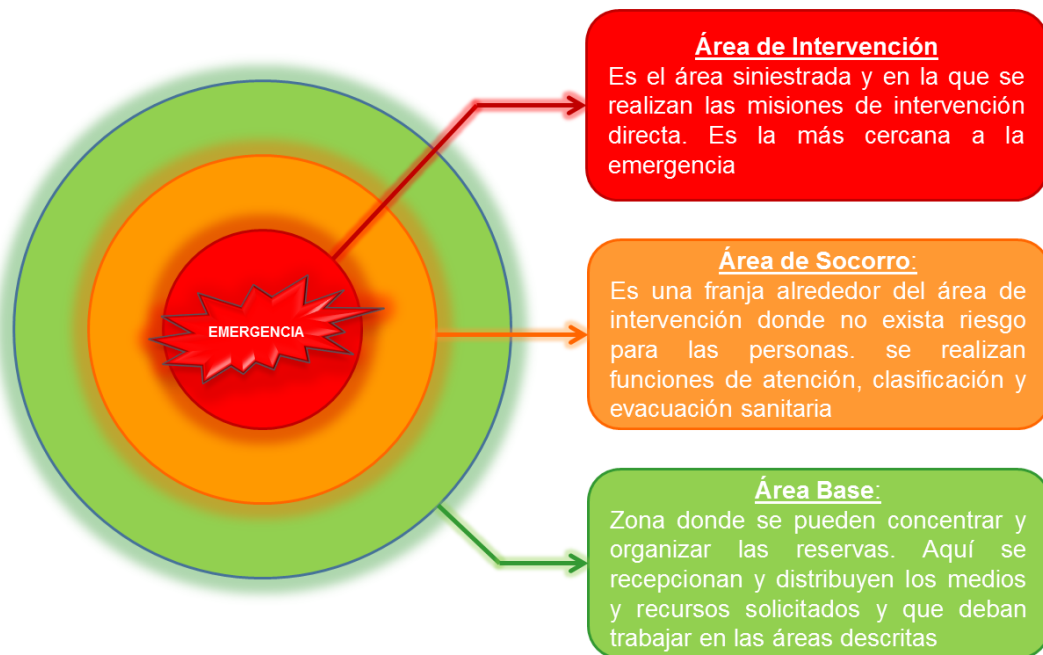 EMERGENCIA
Área de Intervención
Es el área siniestrada y en la que se
realizan las misiones de intervención
directa. Es la más cercana a la
emergencia
Área de Socorro:
Es una franja alrededor del área de
intervención donde no exista riesgo
para las personas. se realizan
funciones de atención, clasificación y
evacuación sanitaria
Área Base:
Zona donde se pueden concentrar y
organizar las reservas. Aquí se
recepcionan y distribuyen los medios
y recursos solicitados y que deban
trabajar en las áreas descritas